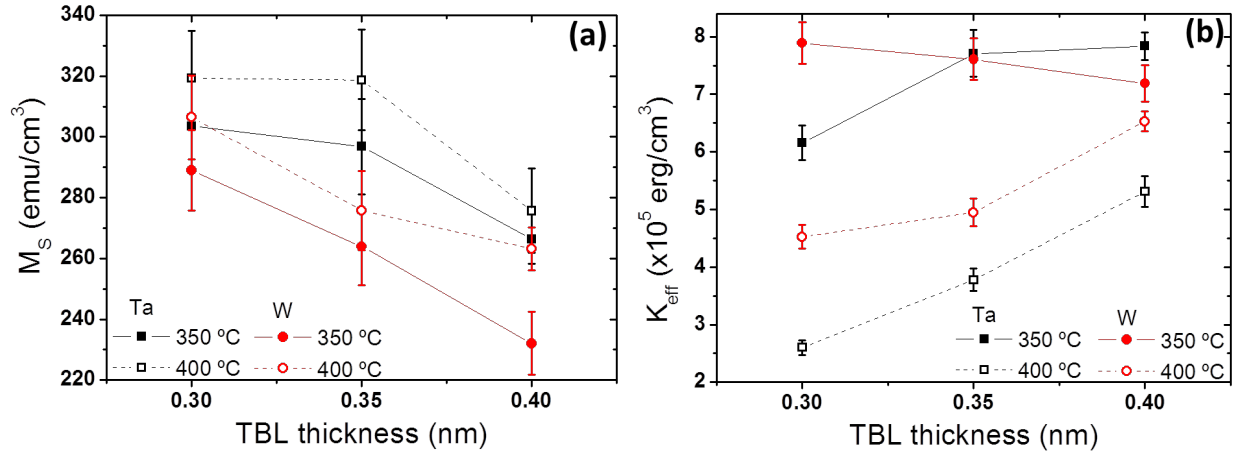 (a)
M_S (emu/cm^3)
340
320
300
280
260
240
220
Ta W
350 ºC 350 ºC
400 ºC 400 ºC
0.30 0.35 0.40
TBL thickness (nm)
(b)
K_eff (x10^5 erg/cm^3)
8
7
6
5
4
3
2
Ta W
350 ºC 350 ºC
400 ºC 400 ºC
0.30 0.35 0.40
TBL thickness (nm)